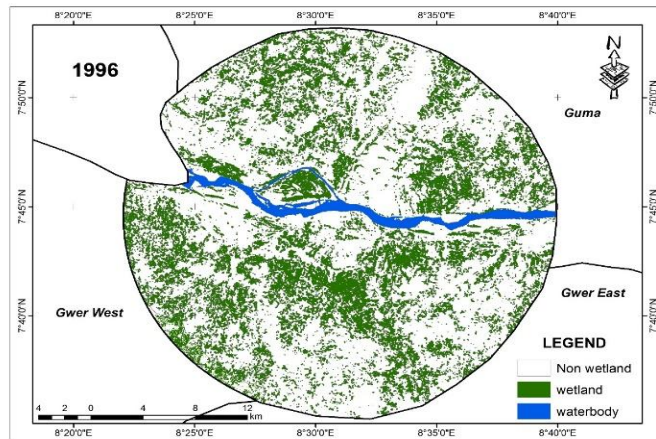 8°20'0"E 8°25'0"E 8°30'0"E 8°35'0"E 8°40'0"E
1996
N
7°50'0"N 7°50'0"N
Guma
7°45'0"N 7°45'0"N
7°40'0"N 7°40'0"N
Gwer West
Gwer East
LEGEND
Non wetland
wetland
waterbody
4 2 0 4 8 12
km
8°20'0"E 8°25'0"E 8°30'0"E 8°35'0"E 8°40'0"E